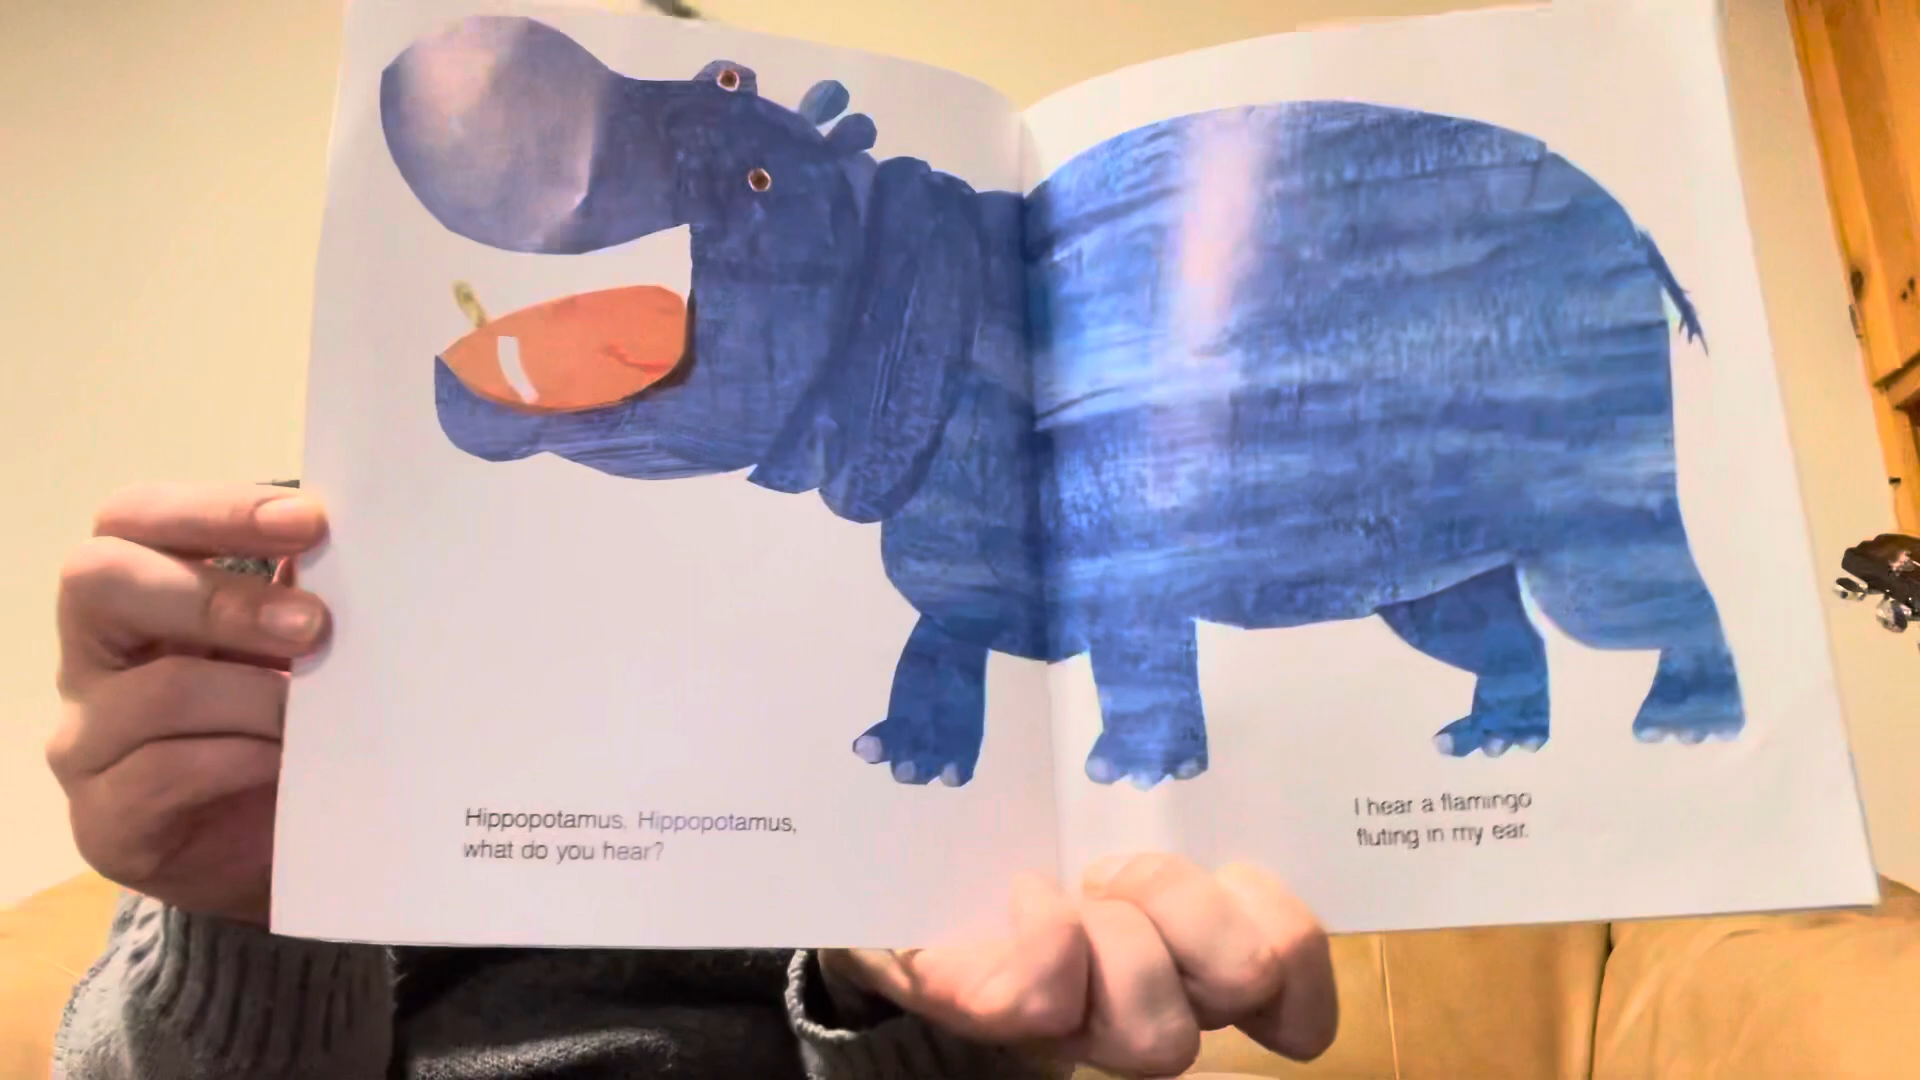 Hippopotamus, Hippopotamus,
what do you hear?
I hear a flamingo
fluting in my ear.